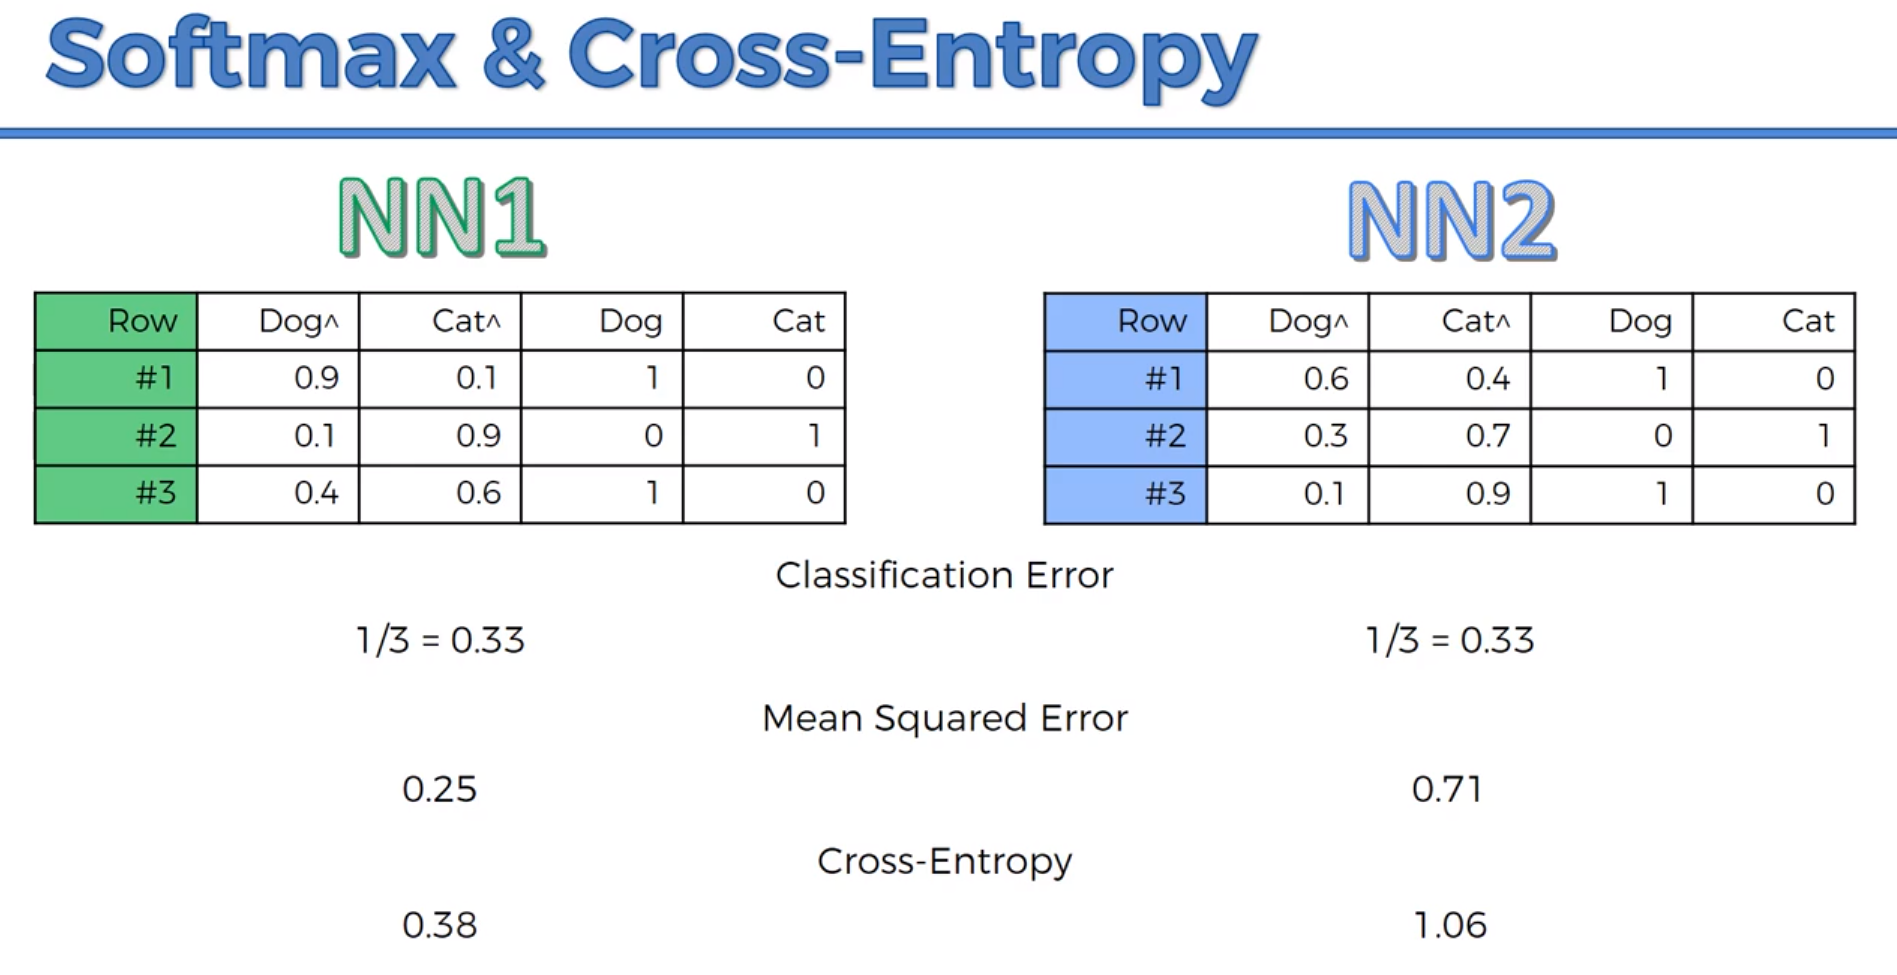 Softmax & Cross-Entropy
NN1
Row Dog^ Cat^ Dog Cat
#1 0.9 0.1 1 0
#2 0.1 0.9 0 1
#3 0.4 0.6 1 0
NN2
Row Dog^ Cat^ Dog Cat
#1 0.6 0.4 1 0
#2 0.3 0.7 0 1
#3 0.1 0.9 1 0
Classification Error
1/3 = 0.33 1/3 = 0.33
Mean Squared Error
0.25 0.71
Cross-Entropy
0.38 1.06